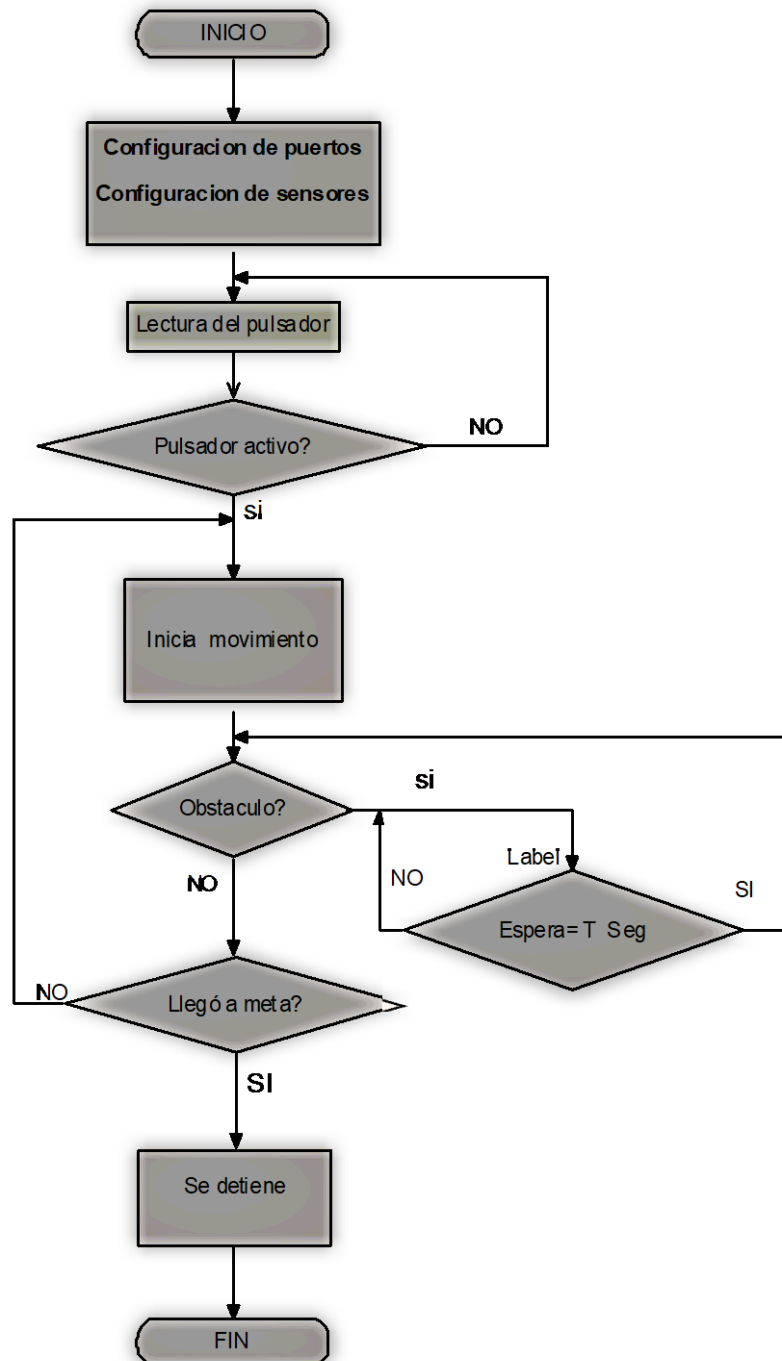 INICIO
Configuracion de puertos
Configuracion de sensores
Lectura del pulsador
Pulsador activo?
NO
si
Inicia movimiento
Obstaculo?
si
Label
NO
Espera= T Seg
SI
NO
Llegó a meta?
NO
SI
Se detiene
FIN